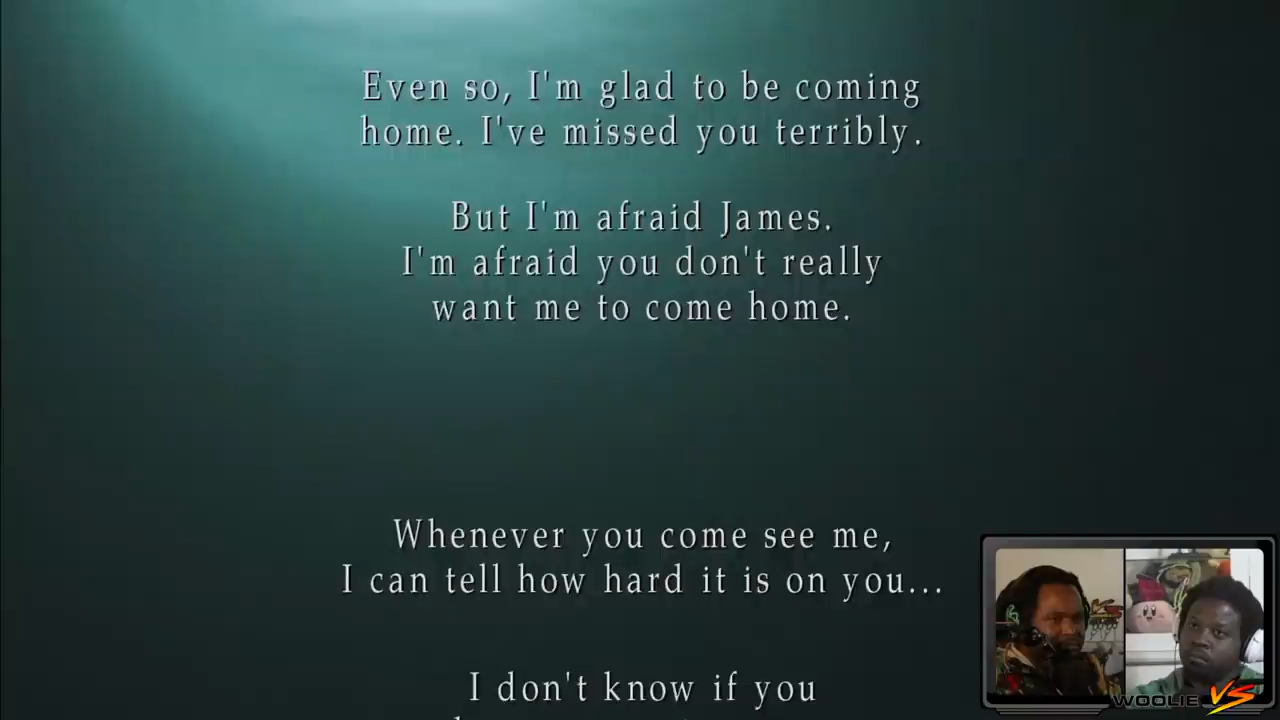 Even so, I'm glad to be coming
home. I've missed you terribly.
But I'm afraid James.
I'm afraid you don't really
want me to come home.
Whenever you come see me,
I can tell how hard it is on you...
I don't know if you
WOOLIE VS